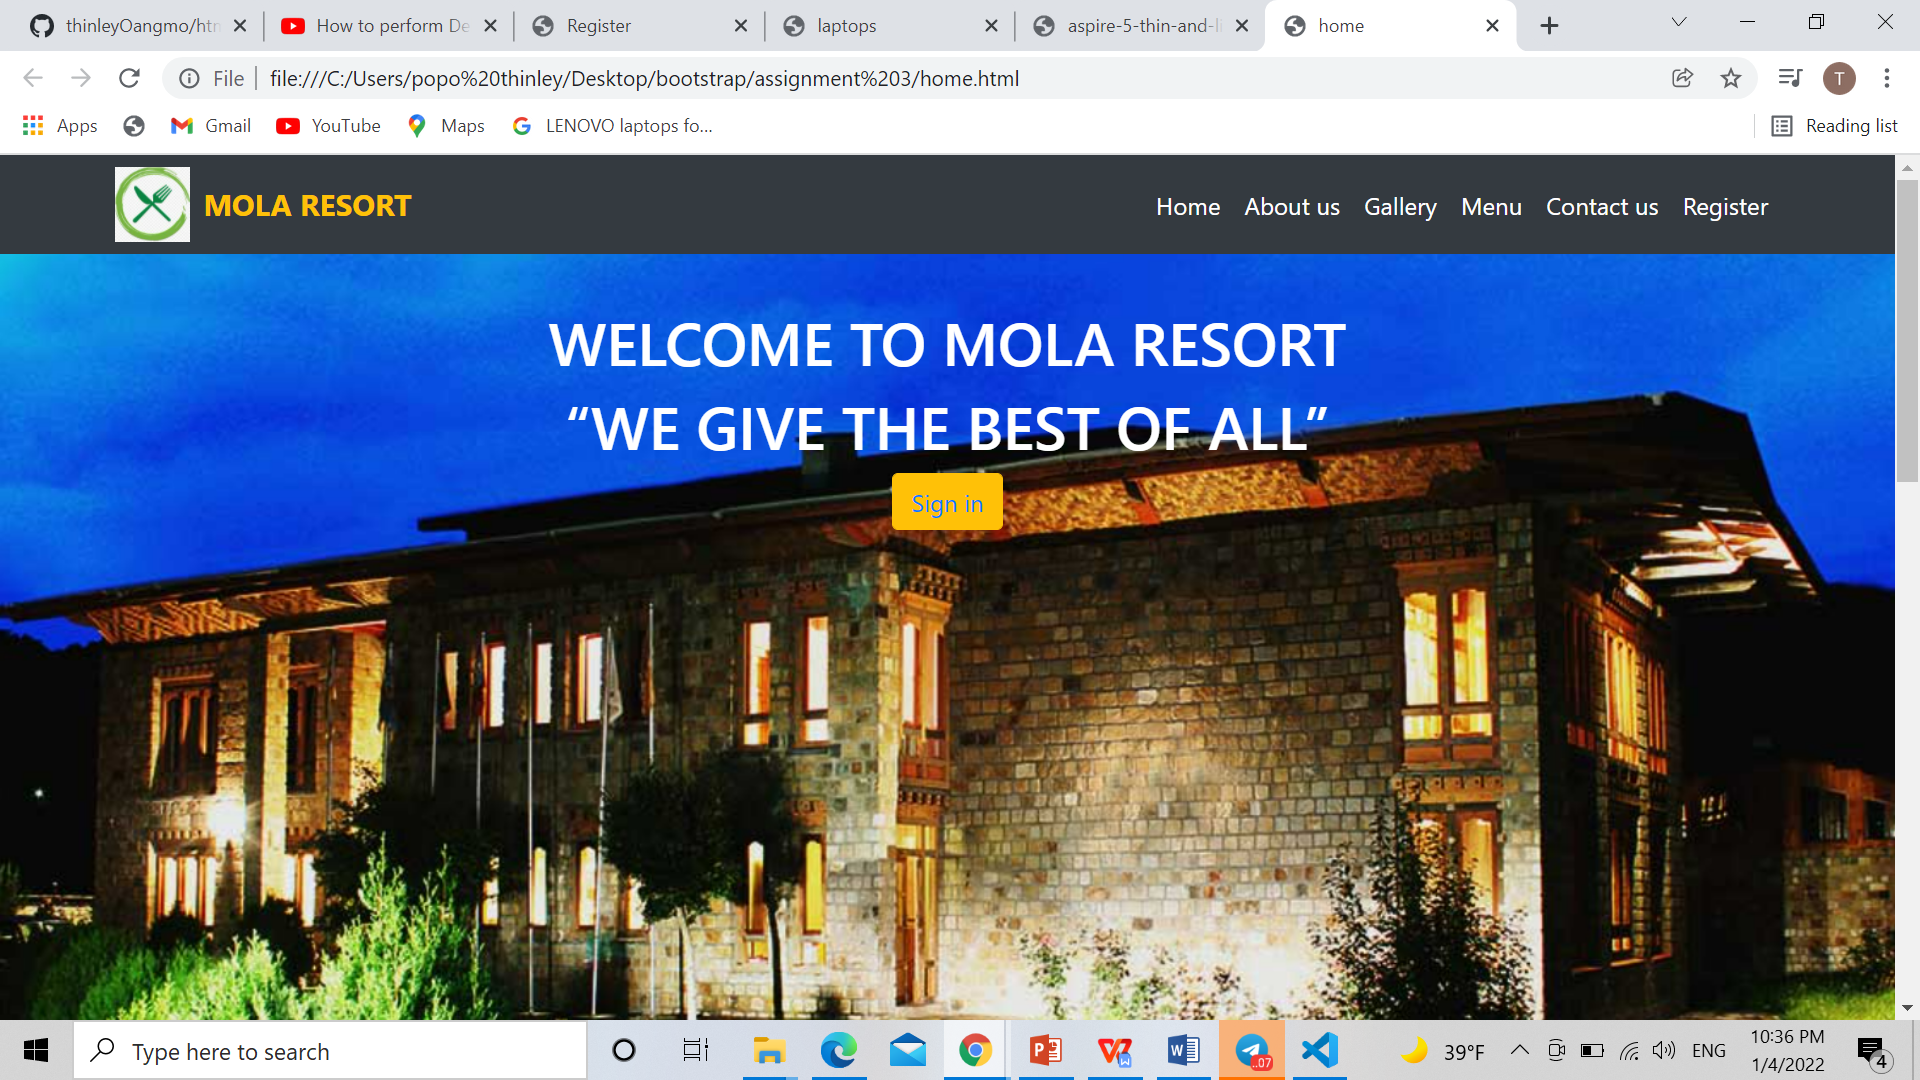 thinleyOangmo/htn
How to perform De
Register
laptops
aspire-5-thin-and-li
home
File
file:///C:/Users/popo%20thinley/Desktop/bootstrap/assignment%203/home.html
T
Apps
Gmail
YouTube
Maps
LENOVO laptops fo...
Reading list
MOLA RESORT
Home
About us
Gallery
Menu
Contact us
Register
WELCOME TO MOLA RESORT
“WE GIVE THE BEST OF ALL”
Sign in
Type here to search
..07
39°F
ENG
10:36 PM
1/4/2022
4